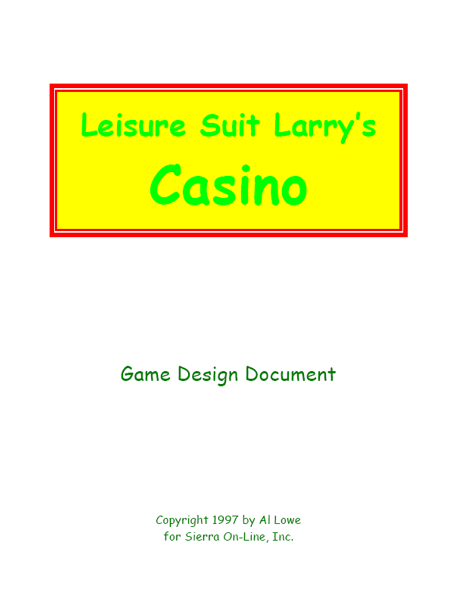 Leisure Suit Larry's
Casino
Game Design Document
Copyright 1997 by Al Lowe
for Sierra On-Line, Inc.